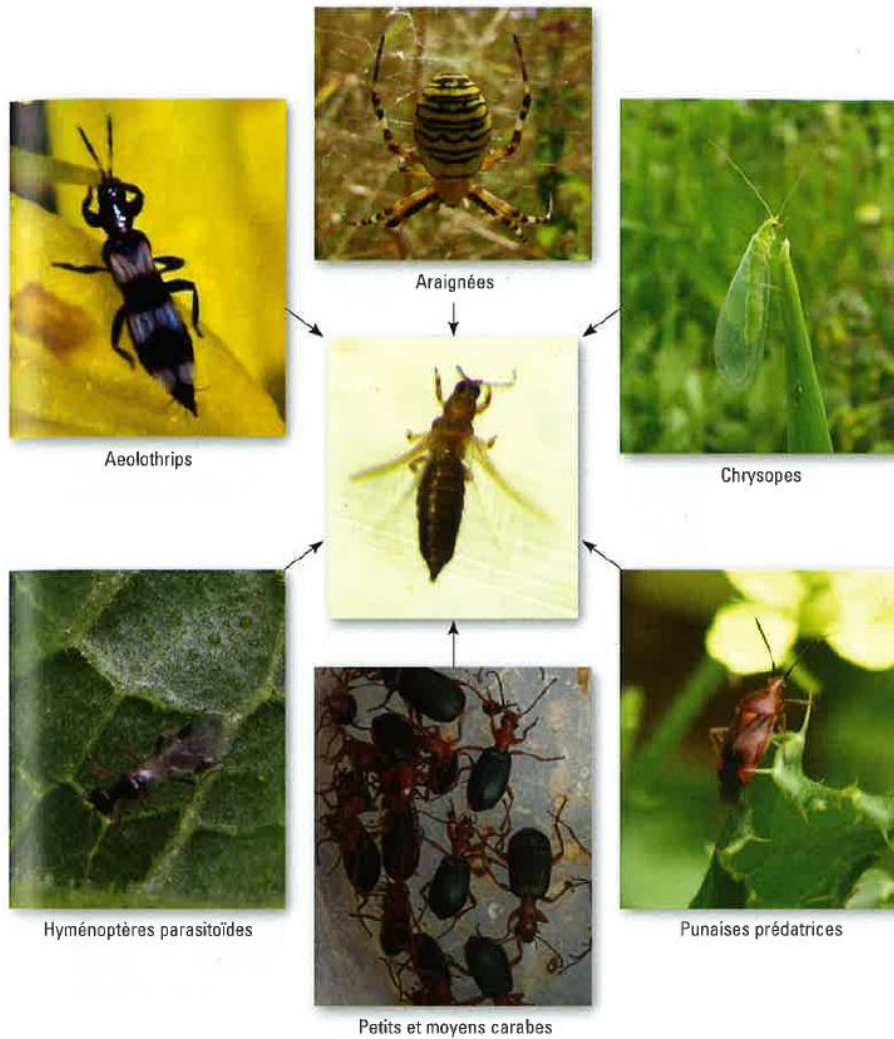 Araignées
Aeolothrips
Chrysopes
Hyménoptères parasitoïdes
Punaises prédatrices
Petits et moyens carabes